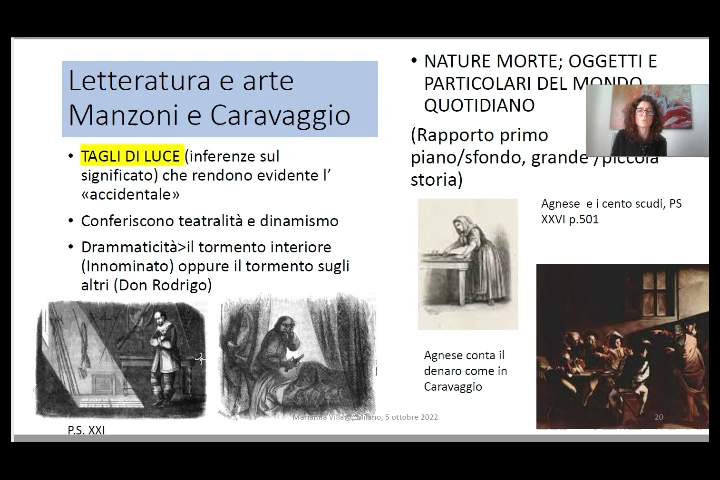 Letteratura e arte
Manzoni e Caravaggio
• TAGLI DI LUCE (inferenze sul
significato) che rendono evidente l’
«accidentale»
• Conferiscono teatralità e dinamismo
• Drammaticità>il tormento interiore
(Innominato) oppure il tormento sugli
altri (Don Rodrigo)
P.S. XXI
• NATURE MORTE; OGGETTI E
PARTICOLARI DEL MONDO
QUOTIDIANO
(Rapporto primo
piano/sfondo, grande /piccola
storia)
Agnese e i cento scudi, PS
XXVI p.501
Agnese conta il
denaro come in
Caravaggio
Milano, 5 ottobre 2022
20